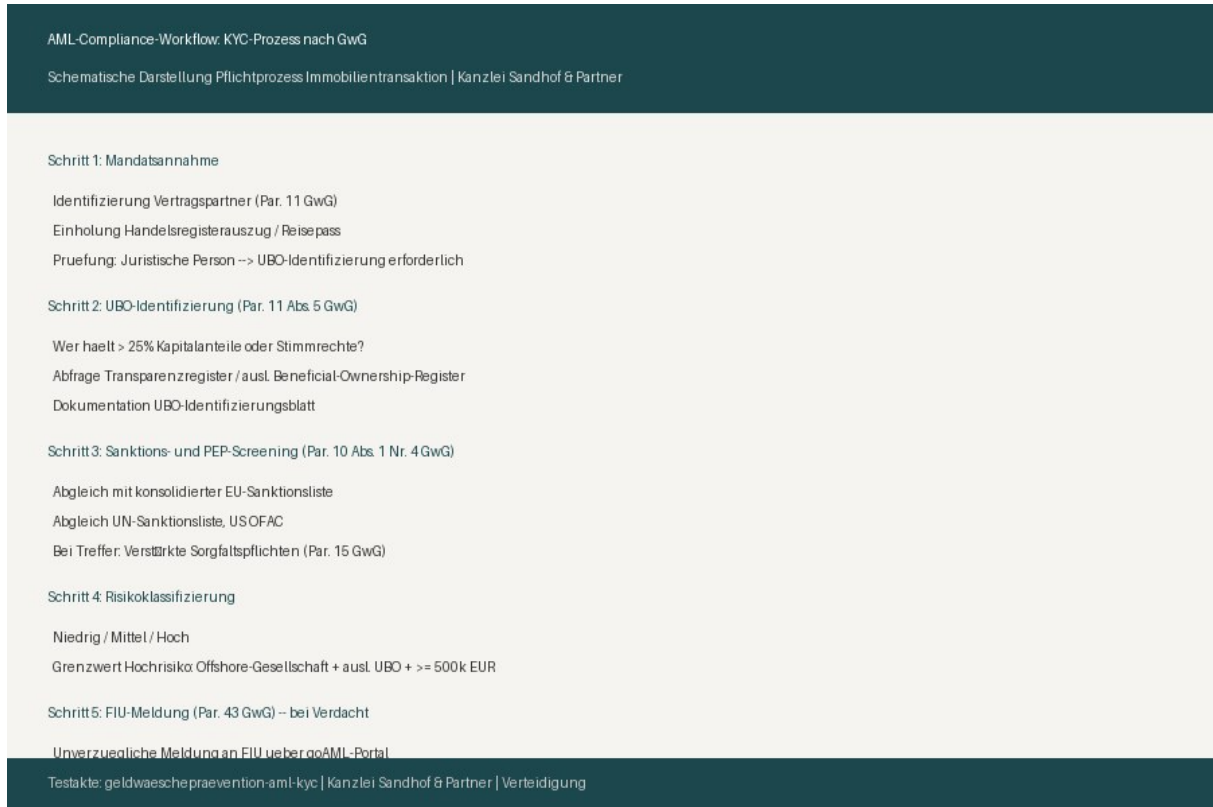 AML-Compliance-Workflow: KYC-Prozess nach GwG
Schematische Darstellung Pflichtprozess Immobilientransaktion | Kanzlei Sandhof & Partner
Schritt 1: Mandatsannahme
Identifizierung Vertragspartner (Par. 11 GwG)
Einholung Handelsregisterauszug / Reisepass
Pruefung: Juristische Person --> UBO-Identifizierung erforderlich
Schritt 2: UBO-Identifizierung (Par. 11 Abs. 5 GwG)
Wer haelt > 25% Kapitalanteile oder Stimmrechte?
Abfrage Transparenzregister / ausl. Beneficial-Ownership-Register
Dokumentation UBO-Identifizierungsblatt
Schritt 3: Sanktions- und PEP-Screening (Par. 10 Abs. 1 Nr. 4 GwG)
Abgleich mit konsolidierter EU-Sanktionsliste
Abgleich UN-Sanktionsliste, US OFAC
Bei Treffer: Verst☒rkte Sorgfaltspflichten (Par. 15 GwG)
Schritt 4: Risikoklassifizierung
Niedrig / Mittel / Hoch
Grenzwert Hochrisiko: Offshore-Gesellschaft + ausl. UBO + >= 500k EUR
Schritt 5: FIU-Meldung (Par. 43 GwG) -- bei Verdacht
Unverzuegliche Meldung an FIU ueber goAML-Portal
Testakte: geldwaeschepraevention-aml-kyc | Kanzlei Sandhof & Partner | Verteidigung